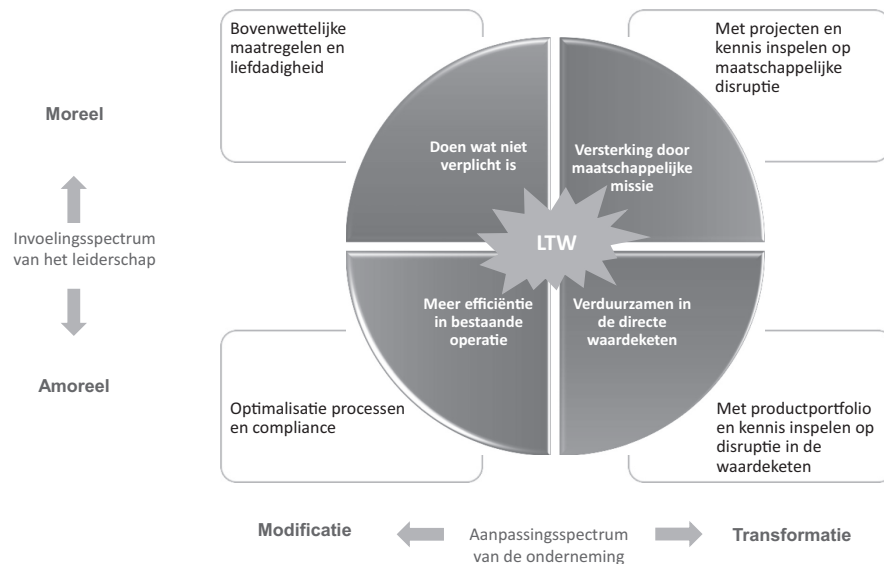 Bovenwettelijke
maatregelen en
liefdadigheid
Met projecten en
kennis inspelen op
maatschappelijke
disruptie
Moreel
Doen wat niet
verplicht is
Versterking door
maatschappelijke
missie
Invoelingsspectrum
van het leiderschap
LTW
Meer efficiëntie
in bestaande
operatie
Verduurzamen in
de directe
waardeketen
Amoreel
Optimalisatie processen
en compliance
Met productportfolio
en kennis inspelen op
disruptie in de
waardeketen
Modificatie
Aanpassingsspectrum
van de onderneming
Transformatie